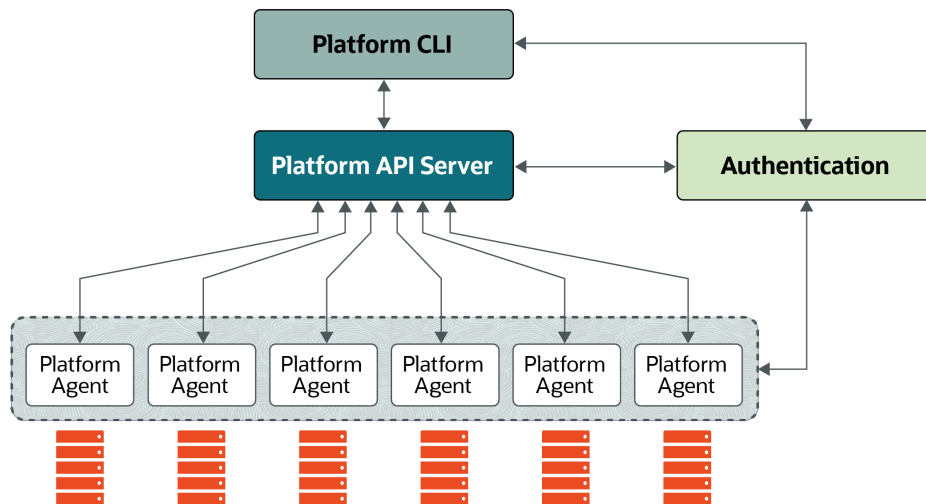 Platform CLI
Platform API Server
Authentication
Platform
Agent
Platform
Agent
Platform
Agent
Platform
Agent
Platform
Agent
Platform
Agent